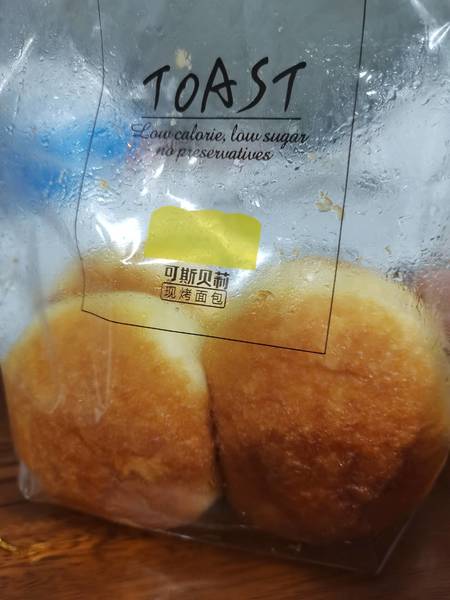 TOAST
Low calorie, low sugar
no preservatives
可斯贝莉
现烤面包